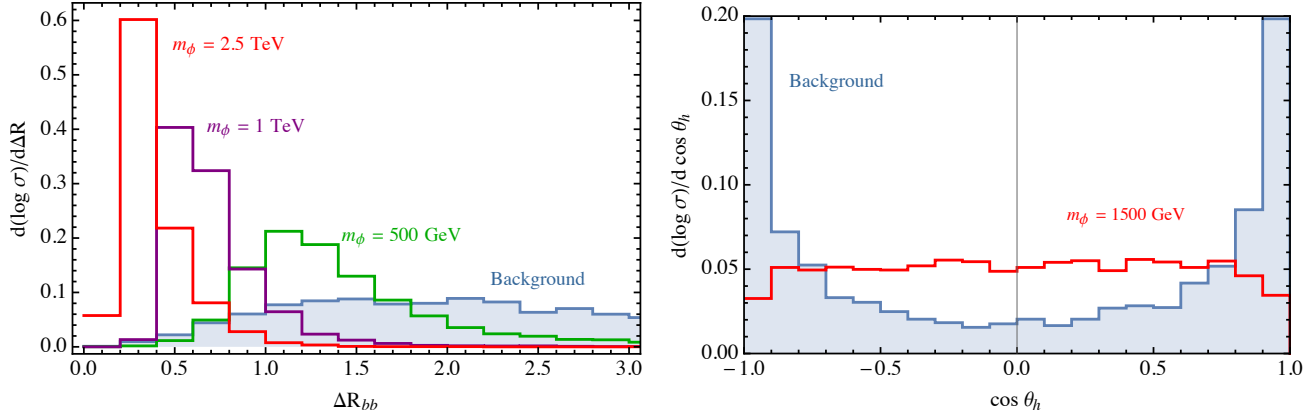 0.6
0.5
0.4
0.3
0.2
0.1
0.0
d(log σ)/dΔR
m_ϕ = 2.5 TeV
m_ϕ = 1 TeV
m_ϕ = 500 GeV
Background
0.0 0.5 1.0 1.5 2.0 2.5 3.0
ΔR_bb
0.20
0.15
0.10
0.05
0.00
d(log σ)/d cos θ_h
Background
m_ϕ = 1500 GeV
−1.0 −0.5 0.0 0.5 1.0
cos θ_h